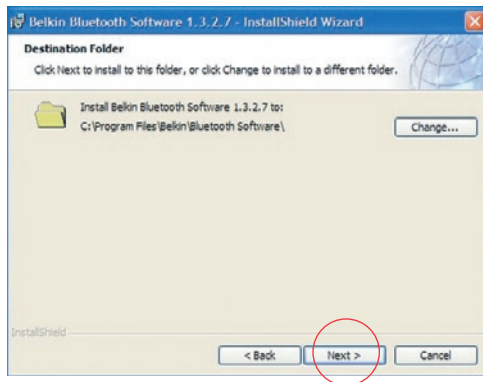 Belkin Bluetooth Software 1.3.2.7 - InstallShield Wizard
Destination Folder
Click Next to install to this folder, or click Change to install to a different folder.
Install Belkin Bluetooth Software 1.3.2.7 to:
C:\Program Files\Belkin\Bluetooth Software\
Change...
InstallShield
< Back
Next >
Cancel